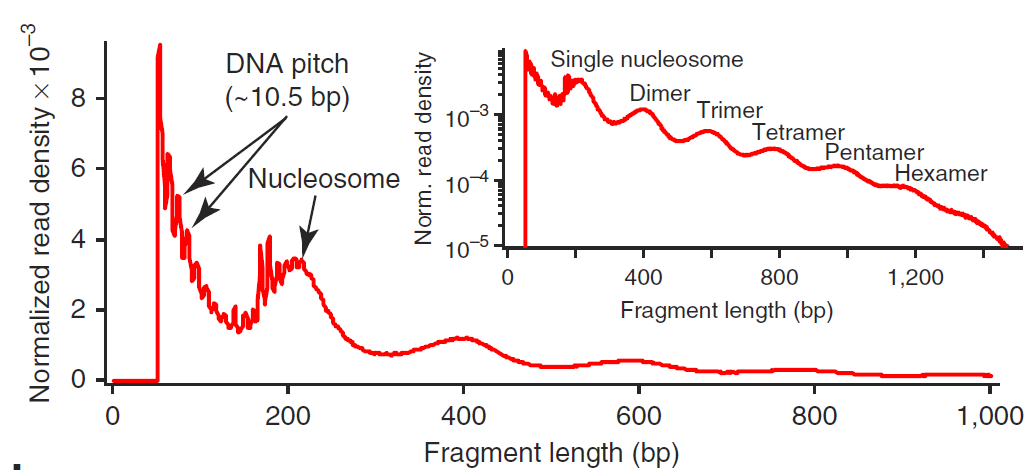 Normalized read density × 10⁻³
8
6
4
2
0
DNA pitch
(~10.5 bp)
Nucleosome
0
200
400
600
800
1,000
Fragment length (bp)
Norm. read density
10⁻³
10⁻⁴
10⁻⁵
Single nucleosome
Dimer
Trimer
Tetramer
Pentamer
Hexamer
0
400
800
1,200
Fragment length (bp)